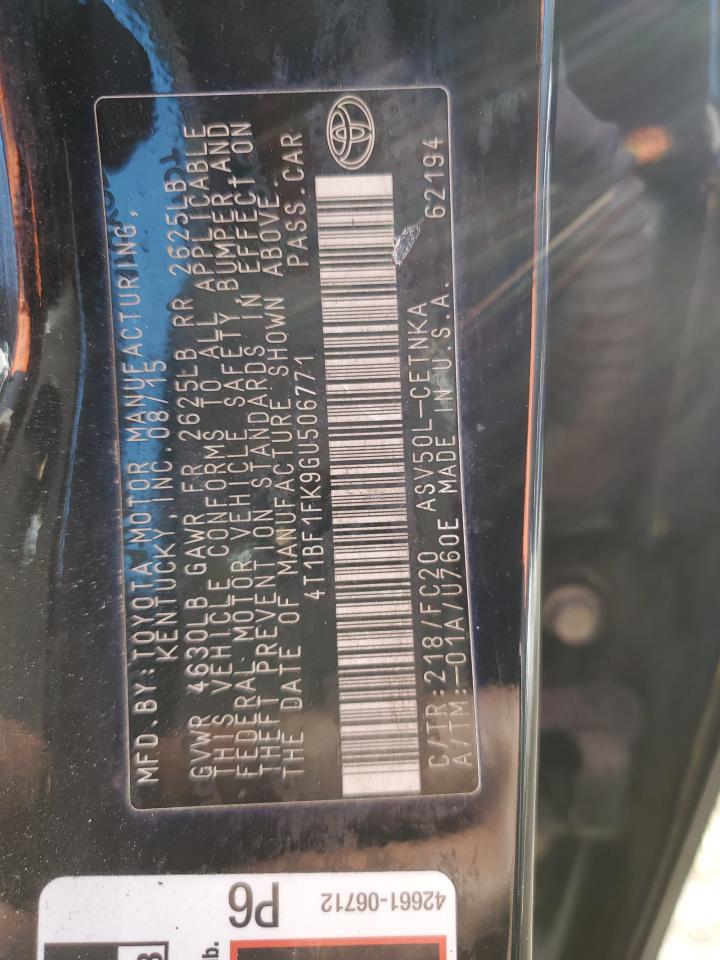 MFD.BY:TOYOTA MOTOR MANUFACTURING,
KENTUCKY, INC.08/15
GVWR 4630LB GAWR FR 2625LB RR 2625LB
THIS VEHICLE CONFORMS TO ALL APPLICABLE
FEDERAL MOTOR VEHICLE SAFETY, BUMPER AND
THEFT PREVENTION STANDARDS IN EFFECT ON
THE DATE OF MANUFACTURE SHOWN ABOVE.
4T1BF1FK9GU506771 PASS.CAR
C/TR:218/FC20 ASV50L-CETNKA 62194
A/TM:-01A/U760E MADE IN U.S.A.
P6
42661-06712
b.